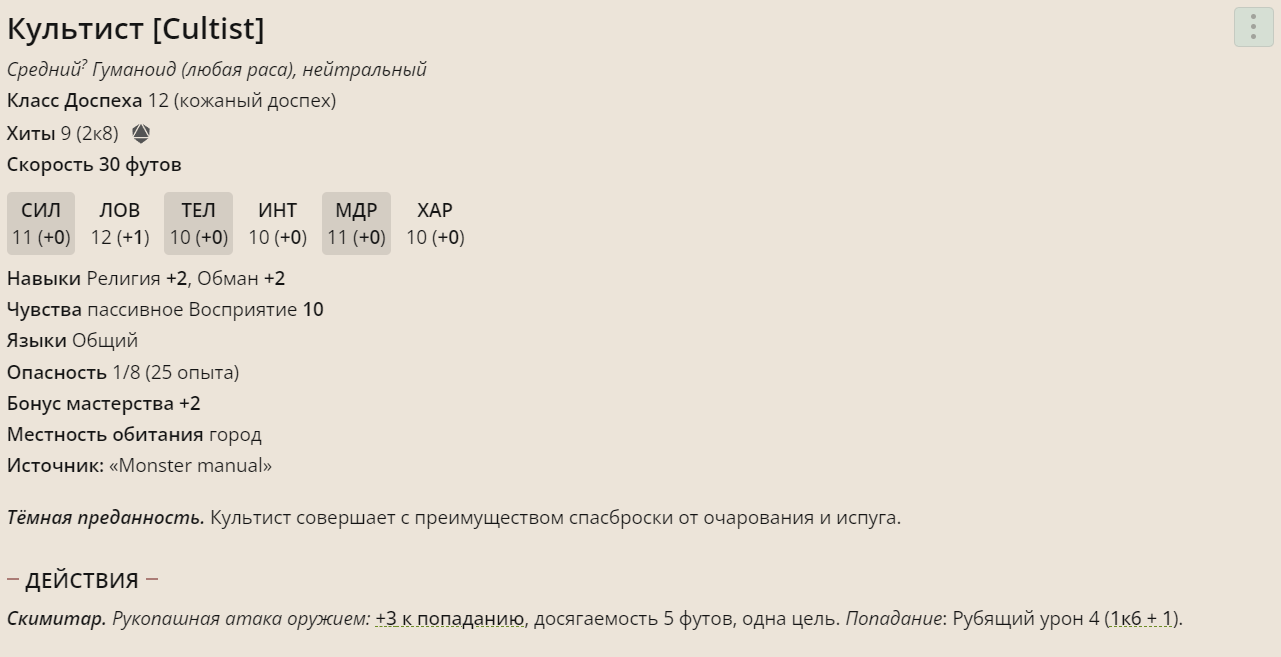 Культист [Cultist]
Средний? Гуманоид (любая раса), нейтральный
Класс Доспеха 12 (кожаный доспех)
Хиты 9 (2к8)
Скорость 30 футов
СИЛ ЛОВ ТЕЛ ИНТ МДР ХАР
11 (+0) 12 (+1) 10 (+0) 10 (+0) 11 (+0) 10 (+0)
Навыки Религия +2, Обман +2
Чувства пассивное Восприятие 10
Языки Общий
Опасность 1/8 (25 опыта)
Бонус мастерства +2
Местность обитания город
Источник: «Monster manual»
Тёмная преданность. Культист совершает с преимуществом спасброски от очарования и испуга.
– ДЕЙСТВИЯ –
Скимитар. Рукопашная атака оружием: +3 к попаданию, досягаемость 5 футов, одна цель. Попадание: Рубящий урон 4 (1к6 + 1).